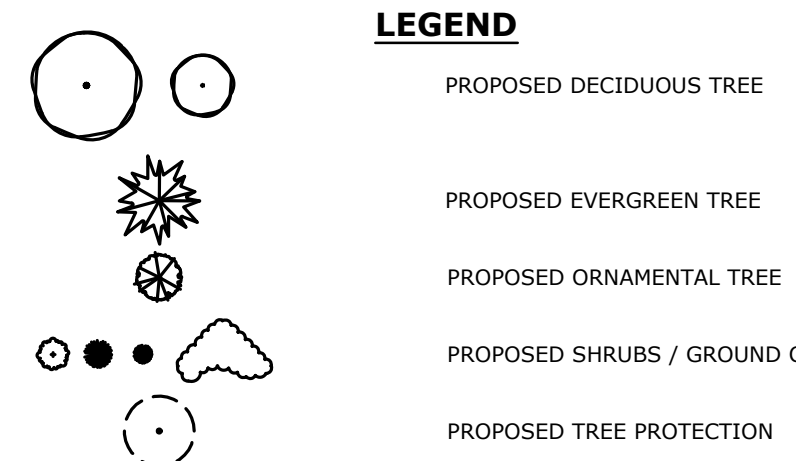 LEGEND
PROPOSED DECIDUOUS TREE
PROPOSED EVERGREEN TREE
PROPOSED ORNAMENTAL TREE
PROPOSED SHRUBS / GROUND
PROPOSED TREE PROTECTION